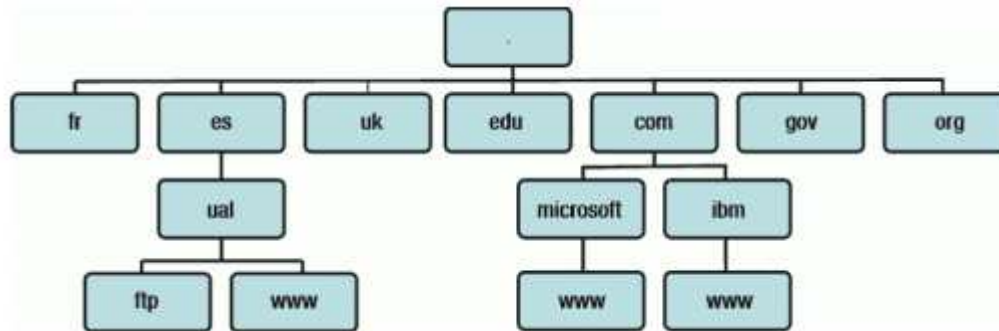 .
fr es uk edu com gov org
ual microsoft ibm
ftp www www www